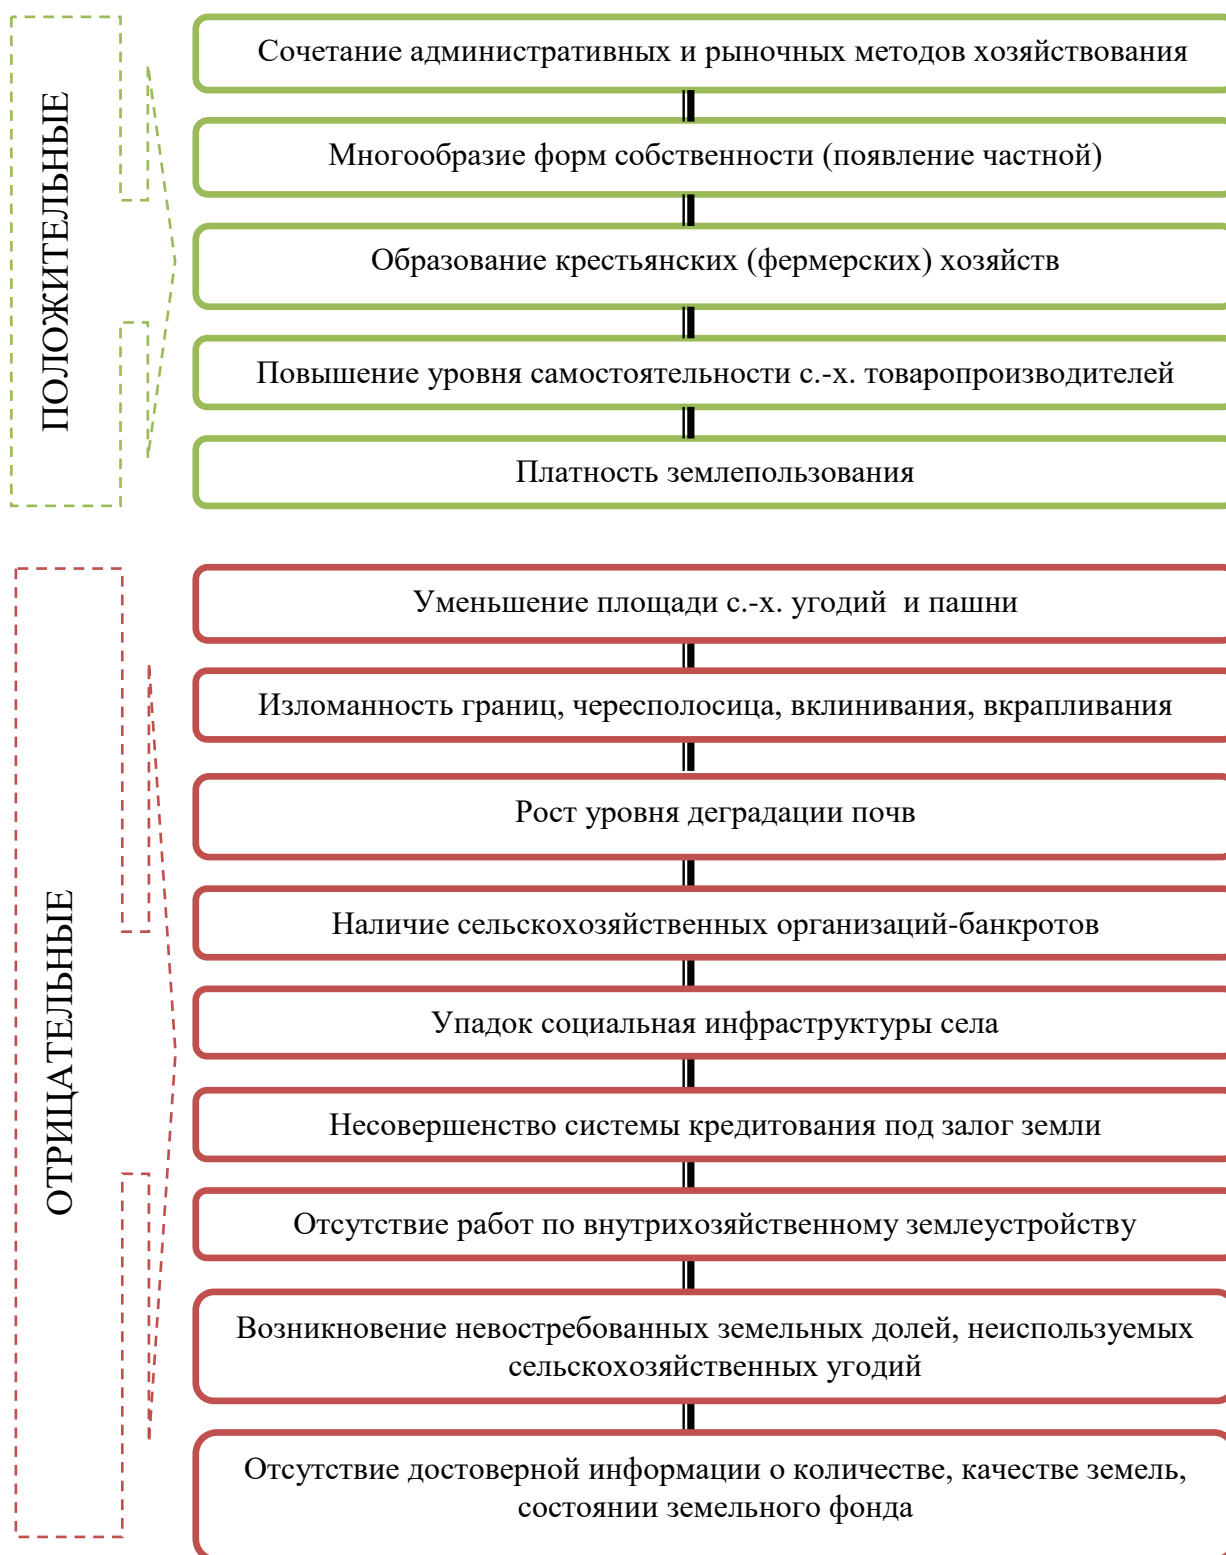 ПОЛОЖИТЕЛЬНЫЕ
Сочетание административных и рыночных методов хозяйствования
Многообразие форм собственности (появление частной)
Образование крестьянских (фермерских) хозяйств
Повышение уровня самостоятельности с.-х. товаропроизводителей
Платность землепользования
ОТРИЦАТЕЛЬНЫЕ
Уменьшение площади с.-х. угодий  и пашни
Изломанность границ, чересполосица, вклинивания, вкрапливания
Рост уровня деградации почв
Наличие сельскохозяйственных организаций-банкротов
Упадок социальная инфраструктуры села
Несовершенство системы кредитования под залог земли
Отсутствие работ по внутрихозяйственному землеустройству
Возникновение невостребованных земельных долей, неиспользуемых
сельскохозяйственных угодий
Отсутствие достоверной информации о количестве, качестве земель,
состоянии земельного фонда